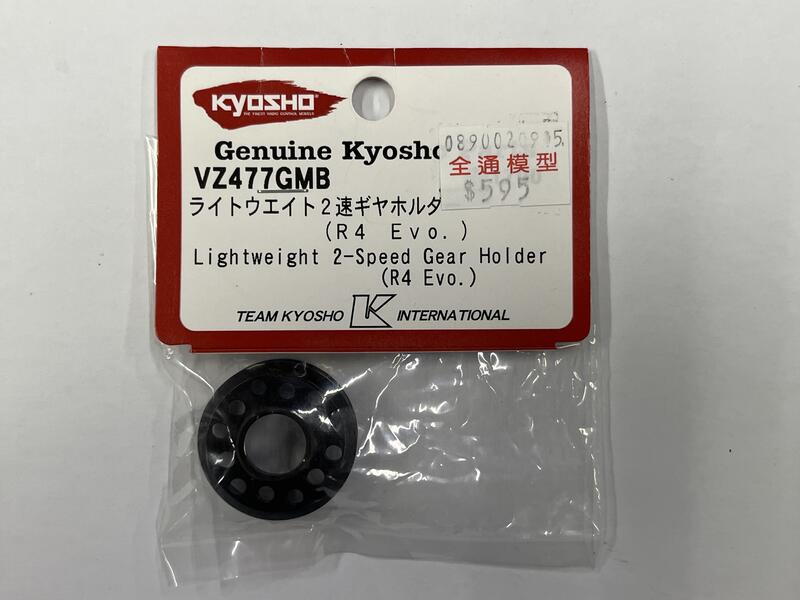 KYOSHO
THE FINEST RADIO CONTROL MODELS
Genuine Kyosho
0890020915
全通模型
$595
VZ477GMB
ライトウエイト2速ギヤホルダ
(R4 Evo.)
Lightweight 2-Speed Gear Holder
(R4 Evo.)
TEAM KYOSHO K INTERNATIONAL